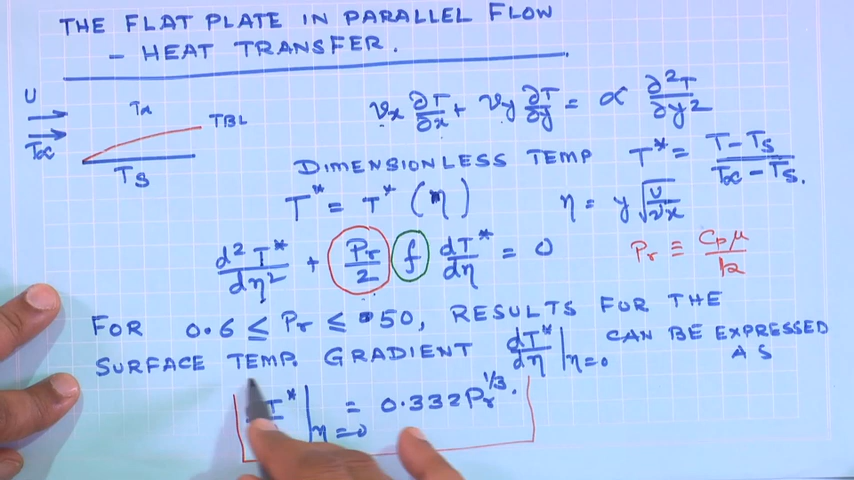 THE FLAT PLATE IN PARALLEL FLOW
- HEAT TRANSFER.
U
T∝
T∝
TBL
TS
vx ∂T/∂x + vy ∂T/∂y = ∝ ∂²T/∂y²
DIMENSIONLESS TEMP T* = (T - Ts)/(T∝ - Ts).
T* = T* (η) η = y √(U/νx)
d²T*/dη² + (Pr/2) f dT*/dη = 0 Pr ≡ Cpμ/k
FOR 0.6 ≤ Pr ≤ 50, RESULTS FOR THE
SURFACE TEMP. GRADIENT dT*/dη |η=0 CAN BE EXPRESSED
AS
T* |η=0 = 0.332 Pr^1/3.